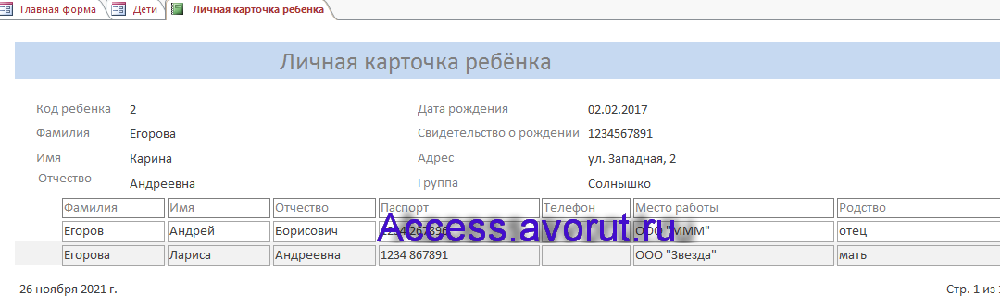 Главная форма Дети Личная карточка ребёнка
Личная карточка ребёнка
Код ребёнка 2 Дата рождения 02.02.2017
Фамилия Егорова Свидетельство о рождении 1234567891
Имя Карина Адрес ул. Западная, 2
Отчество Андреевна Группа Солнышко
Фамилия Имя Отчество Паспорт Телефон Место работы Родство
Егоров Андрей Борисович ООО "МММ" отец
Access.avorut.ru
Егорова Лариса Андреевна 1234 867891 ООО "Звезда" мать
26 ноября 2021 г. Стр. 1 из